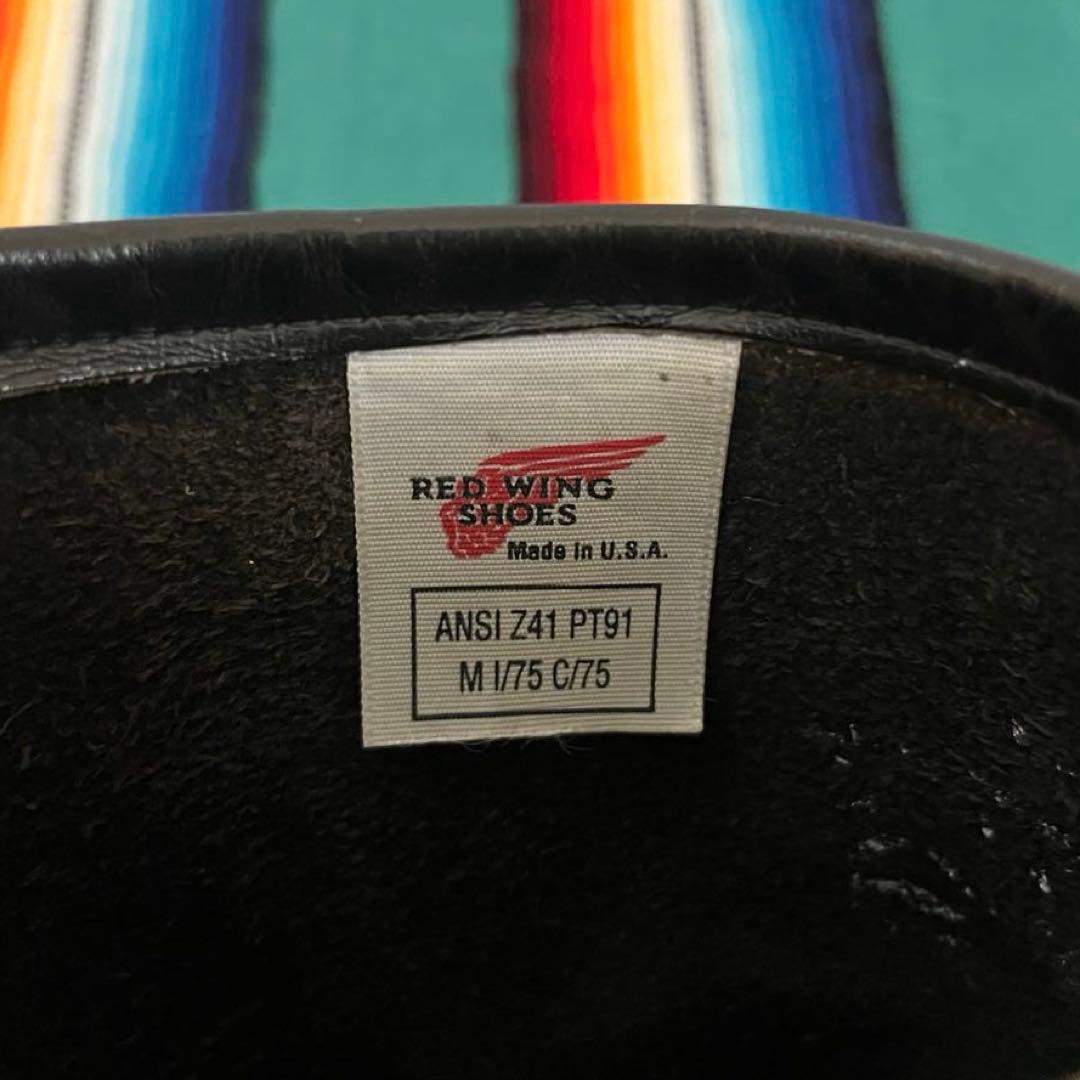 RED WING
SHOES
Made in U.S.A.
ANSI Z41 PT91
M I/75 C/75